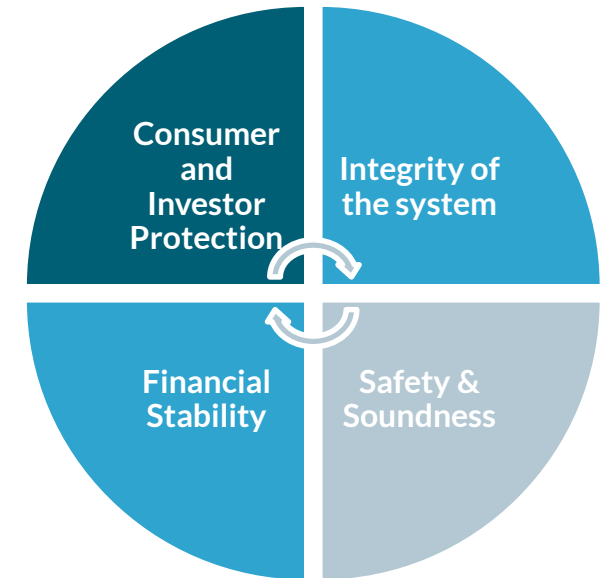 Consumer
and
Investor
Protection
Integrity of
the system
Financial
Stability
Safety &
Soundness